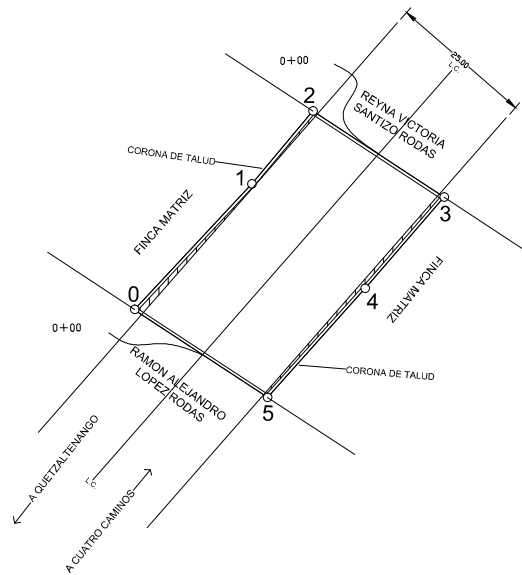 25.00
L.C.
0+00
2
REYNA VICTORIA
SANTIZO RODAS
CORONA DE TALUD
1
3
FINCA MATRIZ
FINCA MATRIZ
4
0
0+00
RAMON ALEJANDRO
LOPEZ RODAS
CORONA DE TALUD
5
A QUETZALTENANGO
L.C.
A CUATRO CAMINOS